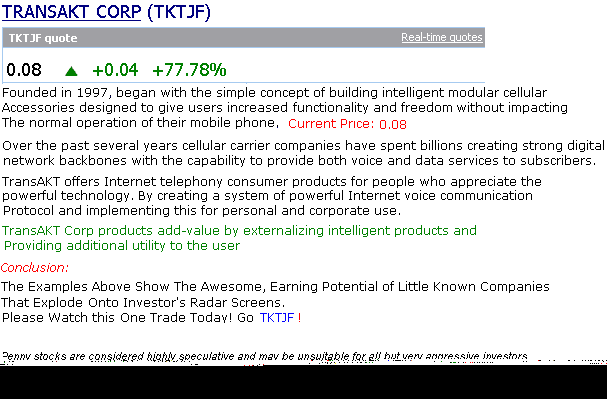 TRANSAKT CORP (TKTJF)
TKTJF quote Real-time quotes
0.08 ▲ +0.04 +77.78%
Founded in 1997, began with the simple concept of building intelligent modular cellular
Accessories designed to give users increased functionality and freedom without impacting
The normal operation of their mobile phone. Current Price: 0.08
Over the past several years cellular carrier companies have spent billions creating strong digital
network backbones with the capability to provide both voice and data services to subscribers.
TransAKT offers Internet telephony consumer products for people who appreciate the
powerful technology. By creating a system of powerful Internet voice communication
Protocol and implementing this for personal and corporate use.
TransAKT Corp products add-value by externalizing intelligent products and
Providing additional utility to the user
Conclusion:
The Examples Above Show The Awesome, Earning Potential of Little Known Companies
That Explode Onto Investor's Radar Screens.
Please Watch this One Trade Today! Go TKTJF !
Penny stocks are considered highly speculative and may be unsuitable for all but very aggressive investors